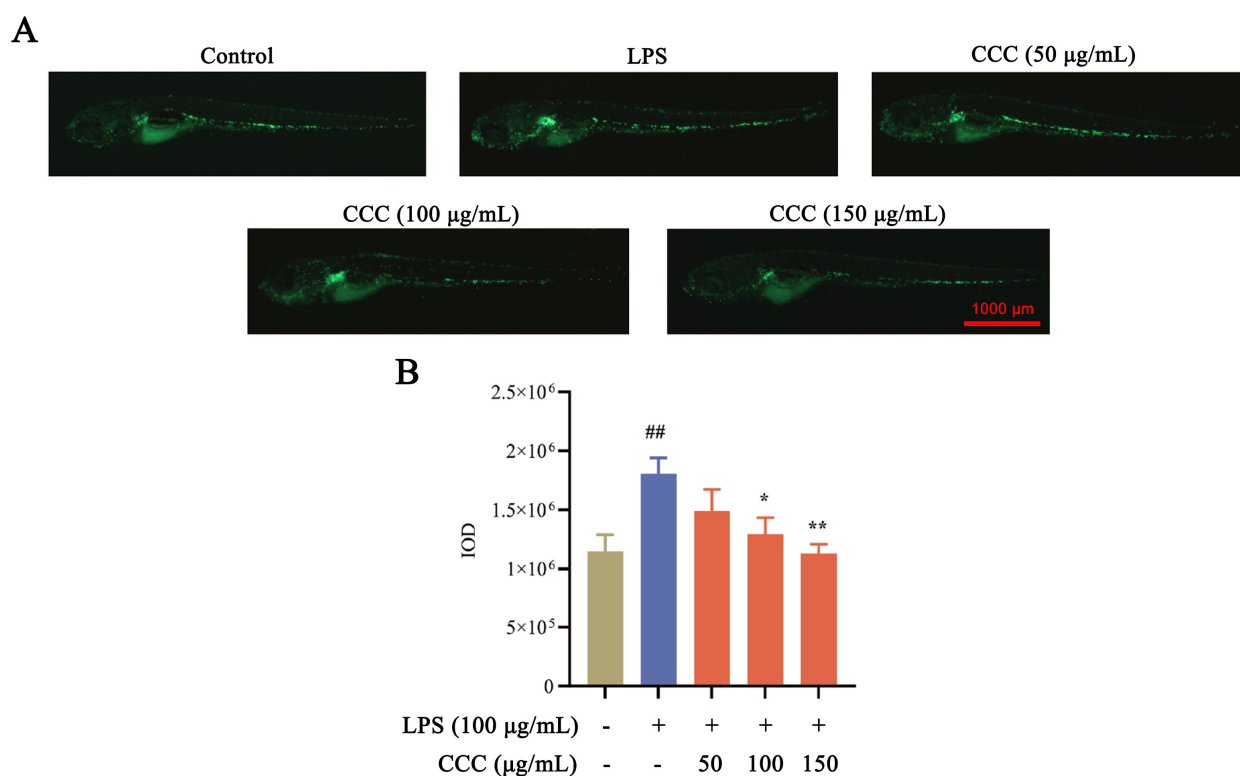 A
Control LPS CCC (50 μg/mL)
CCC (100 μg/mL) CCC (150 μg/mL)
1000 μm
B
2.5×10⁶
##
2×10⁶
1.5×10⁶
*
**
IOD
1×10⁶
5×10⁵
0
LPS (100 μg/mL) - + + + +
CCC (μg/mL) - - 50 100 150